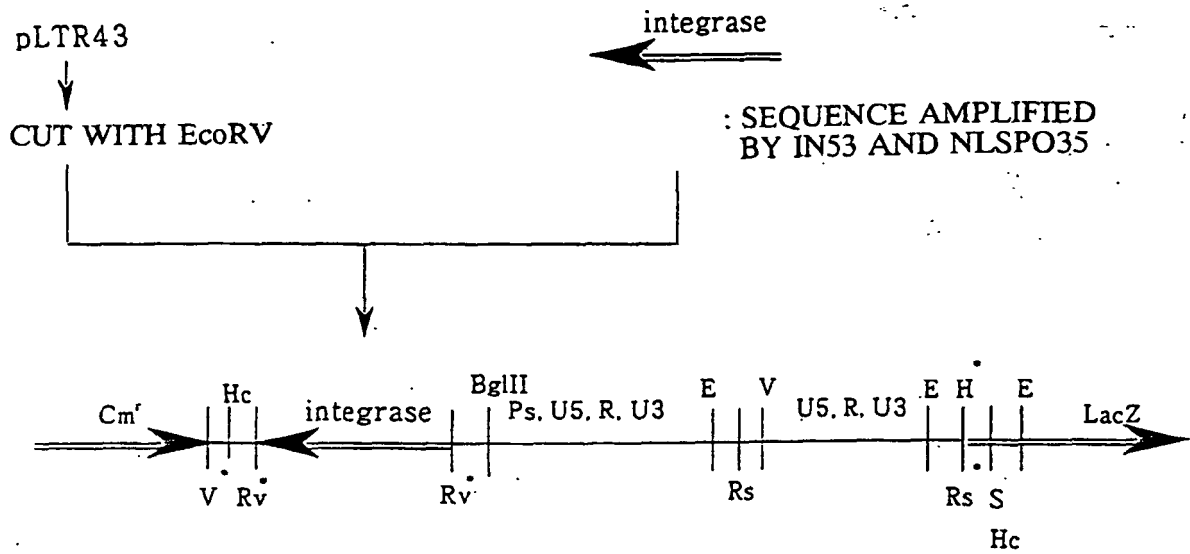 pLTR43
integrase
CUT WITH EcoRV
: SEQUENCE AMPLIFIED
BY IN53 AND NLSPO35
BglII
Hc
E
V
E
H
E
Cmʳ
integrase
Ps, U5, R, U3
U5, R, U3
LacZ
V
Rv
Rv
Rs
Rs
S
Hc